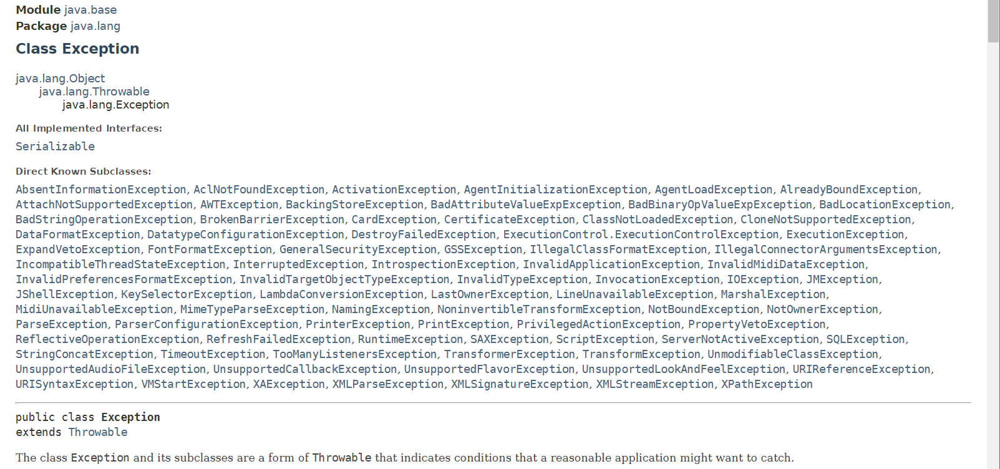 Module java.base
Package java.lang
Class Exception
java.lang.Object
java.lang.Throwable
java.lang.Exception
All Implemented Interfaces:
Serializable
Direct Known Subclasses:
AbsentInformationException, AclNotFoundException, ActivationException, AgentInitializationException, AgentLoadException, AlreadyBoundException,
AttachNotSupportedException, AWTException, BackingStoreException, BadAttributeValueExpException, BadBinaryOpValueExpException, BadLocationException,
BadStringOperationException, BrokenBarrierException, CardException, CertificateException, ClassNotLoadedException, CloneNotSupportedException,
DataFormatException, DatatypeConfigurationException, DestroyFailedException, ExecutionControl.ExecutionControlException, ExecutionException,
ExpandVetoException, FontFormatException, GeneralSecurityException, GSSException, IllegalClassFormatException, IllegalConnectorArgumentsException,
IncompatibleThreadStateException, InterruptedException, IntrospectionException, InvalidApplicationException, InvalidMidiDataException,
InvalidPreferencesFormatException, InvalidTargetObjectTypeException, InvalidTypeException, InvocationException, IOException, JMException,
JShellException, KeySelectorException, LambdaConversionException, LastOwnerException, LineUnavailableException, MarshalException,
MidiUnavailableException, MimeTypeParseException, NamingException, NoninvertibleTransformException, NotBoundException, NotOwnerException,
ParseException, ParserConfigurationException, PrinterException, PrintException, PrivilegedActionException, PropertyVetoException,
ReflectiveOperationException, RefreshFailedException, RuntimeException, SAXException, ScriptException, ServerNotActiveException, SQLException,
StringConcatException, TimeoutException, TooManyListenersException, TransformerException, TransformException, UnmodifiableClassException,
UnsupportedAudioFileException, UnsupportedCallbackException, UnsupportedFlavorException, UnsupportedLookAndFeelException, URIReferenceException,
URISyntaxException, VMStartException, XAException, XMLParseException, XMLSignatureException, XMLStreamException, XPathException
public class Exception
extends Throwable
The class Exception and its subclasses are a form of Throwable that indicates conditions that a reasonable application might want to catch.